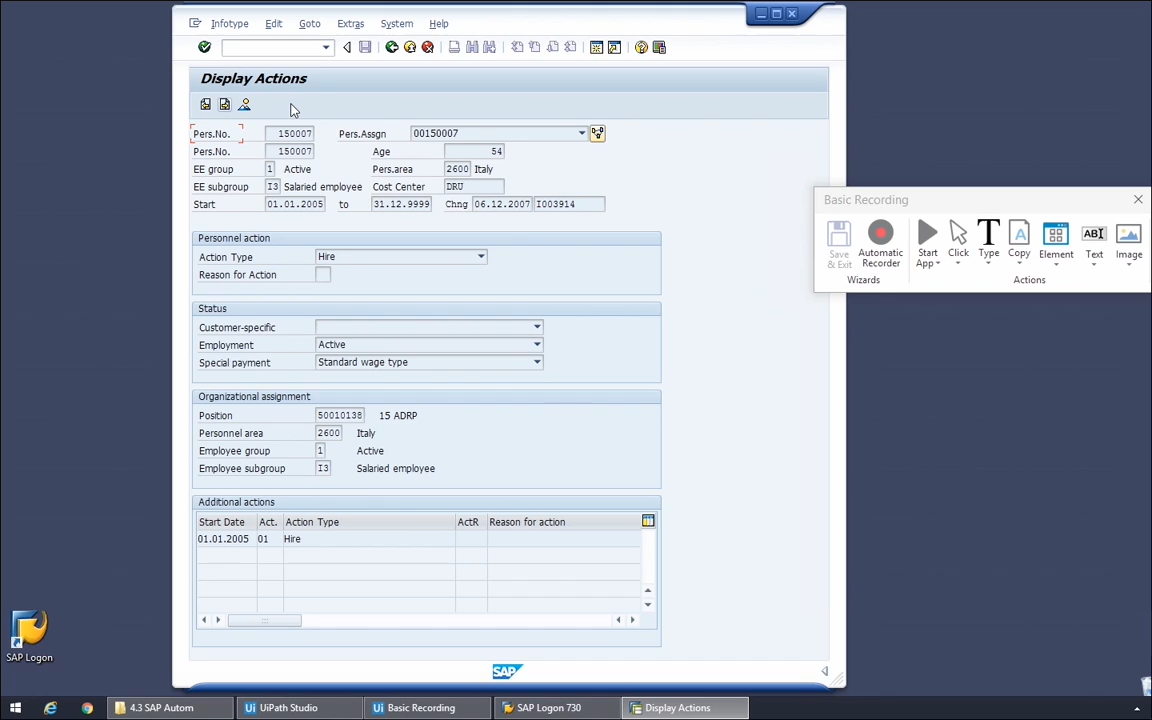 Infotype Edit Goto Extras System Help
Display Actions
Pers.No. 150007 Pers.Assgn 00150007
Pers.No. 150007 Age 54
EE group 1 Active Pers.area 2600 Italy
EE subgroup I3 Salaried employee Cost Center DRU
Start 01.01.2005 to 31.12.9999 Chng 06.12.2007 I003914
Personnel action
Action Type Hire
Reason for Action
Status
Customer-specific
Employment Active
Special payment Standard wage type
Organizational assignment
Position 50010138 15 ADRP
Personnel area 2600 Italy
Employee group 1 Active
Employee subgroup I3 Salaried employee
Additional actions
Start Date Act. Action Type ActR Reason for action
01.01.2005 01 Hire
SAP
Basic Recording
T A ABI
Save & Exit Automatic Recorder Start App Click Type Copy Element Text Image
Wizards Actions
SAP Logon
4.3 SAP Autom Ui UiPath Studio Ui Basic Recording SAP Logon 730 Display Actions